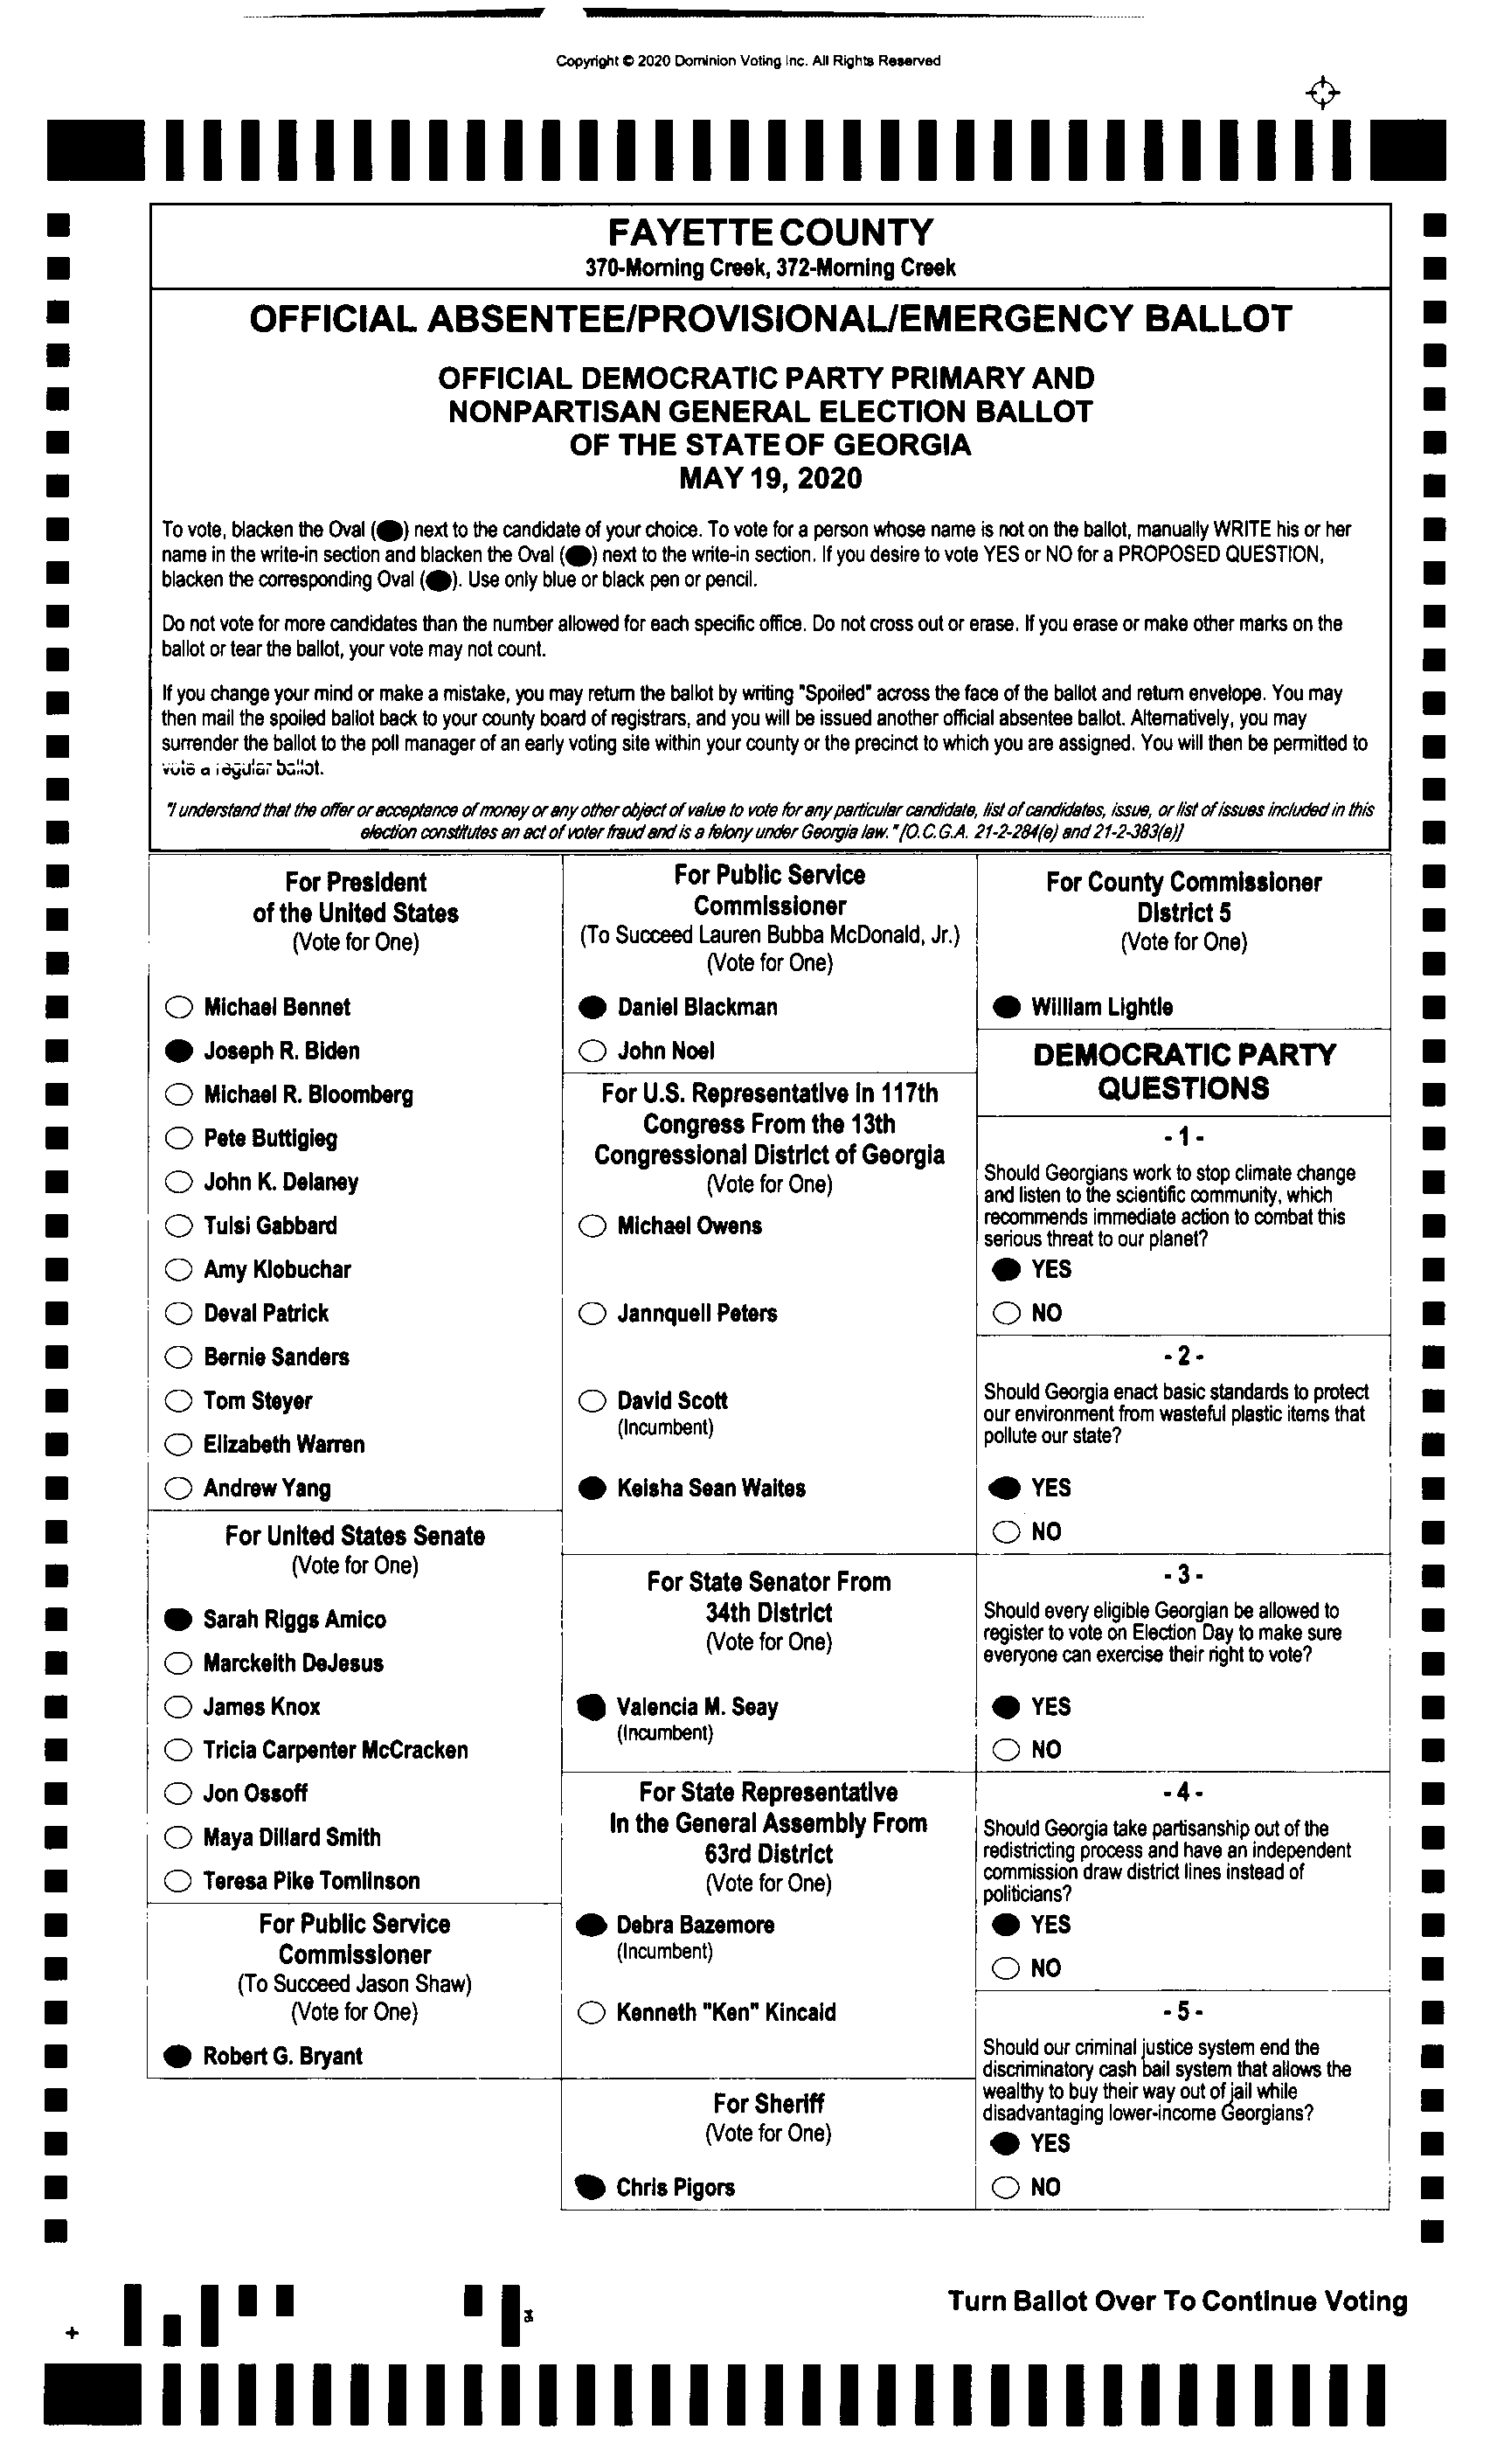 Copyright © 2020 Dominion Voting Inc. All Rights Reserved
FAYETTE COUNTY
370-Morning Creek, 372-Morning Creek
OFFICIAL ABSENTEE/PROVISIONAL/EMERGENCY BALLOT
OFFICIAL DEMOCRATIC PARTY PRIMARY AND
NONPARTISAN GENERAL ELECTION BALLOT
OF THE STATE OF GEORGIA
MAY 19, 2020
To vote, blacken the Oval ( ) next to the candidate of your choice. To vote for a person whose name is not on the ballot, manually WRITE his or her
name in the write-in section and blacken the Oval ( ) next to the write-in section. If you desire to vote YES or NO for a PROPOSED QUESTION,
blacken the corresponding Oval ( ). Use only blue or black pen or pencil.
Do not vote for more candidates than the number allowed for each specific office. Do not cross out or erase. If you erase or make other marks on the
ballot or tear the ballot, your vote may not count.
If you change your mind or make a mistake, you may return the ballot by writing "Spoiled" across the face of the ballot and return envelope. You may
then mail the spoiled ballot back to your county board of registrars, and you will be issued another official absentee ballot. Alternatively, you may
surrender the ballot to the poll manager of an early voting site within your county or the precinct to which you are assigned. You will then be permitted to
vote a regular ballot.
"I understand that the offer or acceptance of money or any other object of value to vote for any particular candidate, list of candidates, issue, or list of issues included in this
election constitutes an act of voter fraud and is a felony under Georgia law." [O.C.G.A. 21-2-284(e) and 21-2-383(a)]
For President
of the United States
(Vote for One)
Michael Bennet
Joseph R. Biden
Michael R. Bloomberg
Pete Buttigieg
John K. Delaney
Tulsi Gabbard
Amy Klobuchar
Deval Patrick
Bernie Sanders
Tom Steyer
Elizabeth Warren
Andrew Yang
For United States Senate
(Vote for One)
Sarah Riggs Amico
Marckeith DeJesus
James Knox
Tricia Carpenter McCracken
Jon Ossoff
Maya Dillard Smith
Teresa Pike Tomlinson
For Public Service
Commissioner
(To Succeed Jason Shaw)
(Vote for One)
Robert G. Bryant
For Public Service
Commissioner
(To Succeed Lauren Bubba McDonald, Jr.)
(Vote for One)
Daniel Blackman
John Noel
For U.S. Representative in 117th
Congress From the 13th
Congressional District of Georgia
(Vote for One)
Michael Owens
Jannquell Peters
David Scott
(Incumbent)
Keisha Sean Waites
For State Senator From
34th District
(Vote for One)
Valencia M. Seay
(Incumbent)
For State Representative
In the General Assembly From
63rd District
(Vote for One)
Debra Bazemore
(Incumbent)
Kenneth "Ken" Kincaid
For Sheriff
(Vote for One)
Chris Pigors
For County Commissioner
District 5
(Vote for One)
William Lightle
DEMOCRATIC PARTY
QUESTIONS
- 1 -
Should Georgians work to stop climate change
and listen to the scientific community, which
recommends immediate action to combat this
serious threat to our planet?
YES
NO
- 2 -
Should Georgia enact basic standards to protect
our environment from wasteful plastic items that
pollute our state?
YES
NO
- 3 -
Should every eligible Georgian be allowed to
register to vote on Election Day to make sure
everyone can exercise their right to vote?
YES
NO
- 4 -
Should Georgia take partisanship out of the
redistricting process and have an independent
commission draw district lines instead of
politicians?
YES
NO
- 5 -
Should our criminal justice system end the
discriminatory cash bail system that allows the
wealthy to buy their way out of jail while
disadvantaging lower-income Georgians?
YES
NO
Turn Ballot Over To Continue Voting